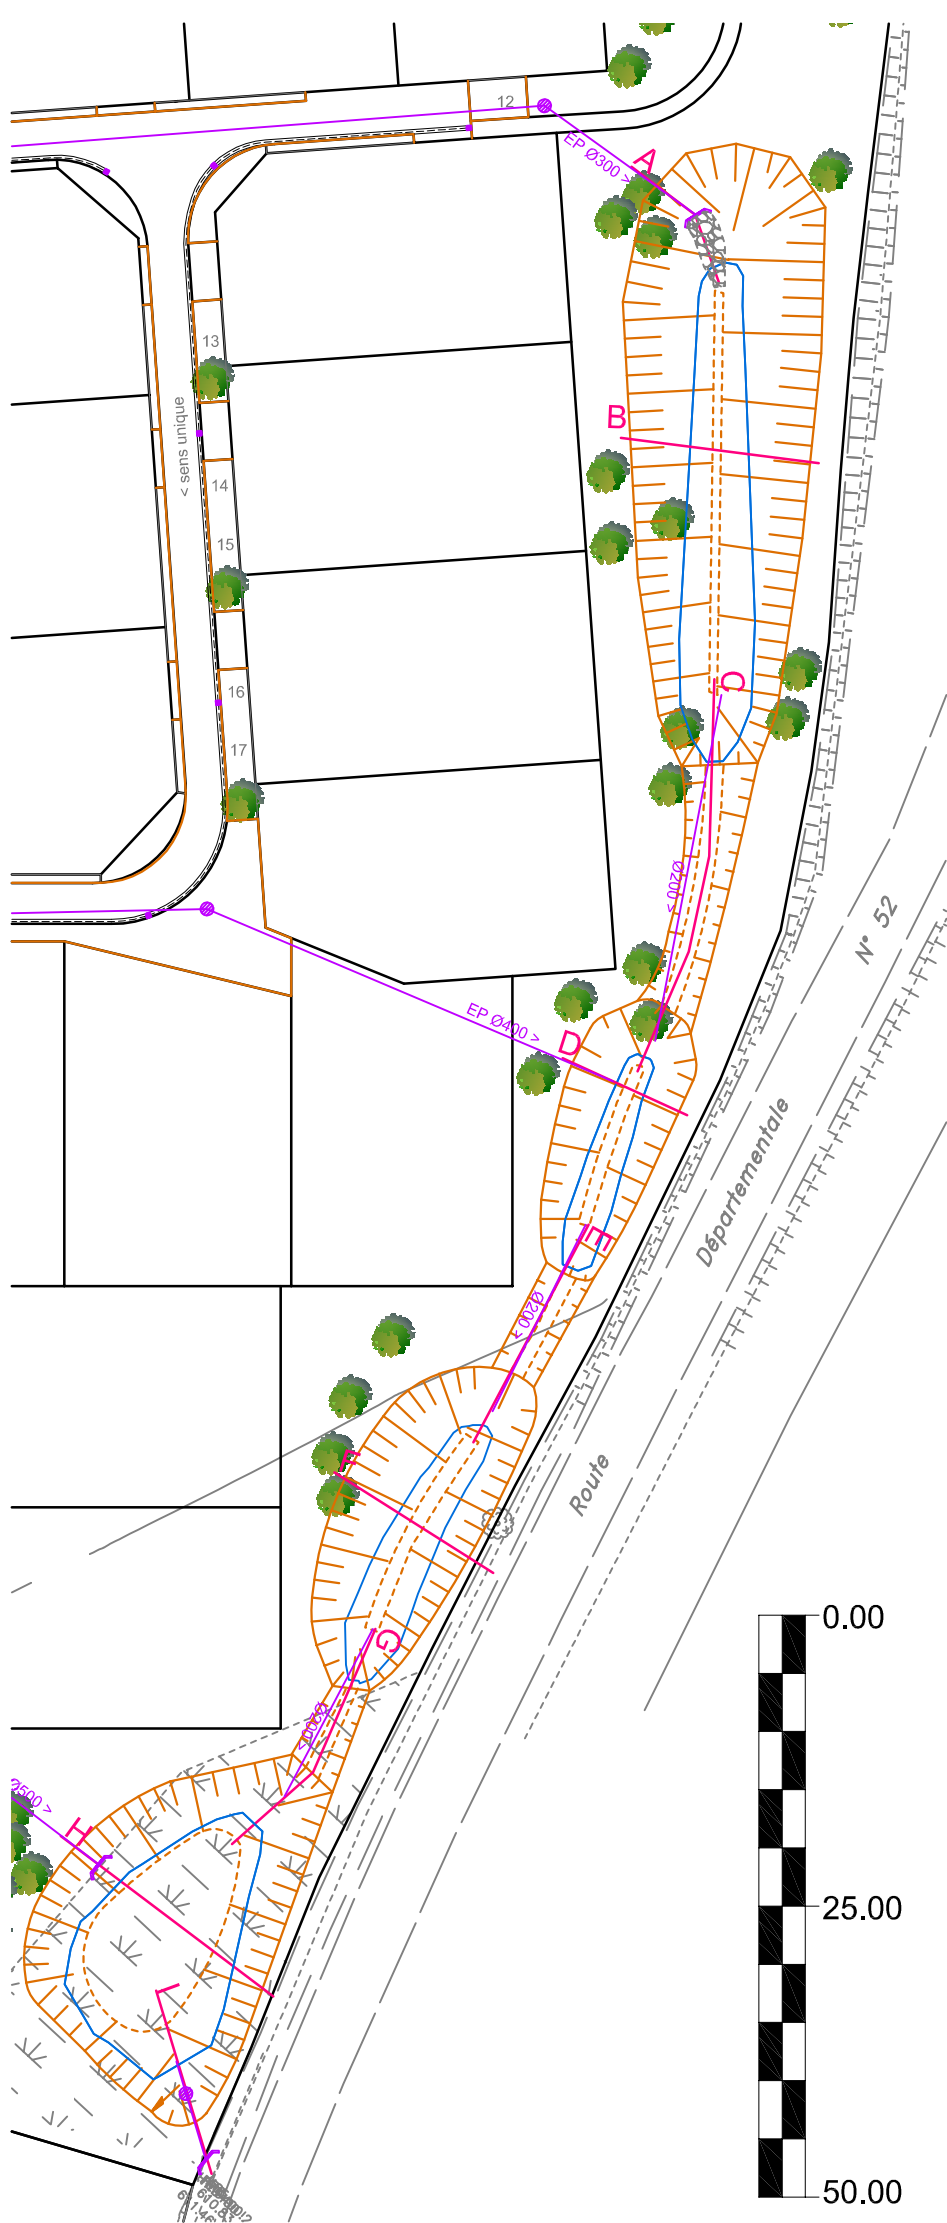 12
EP Ø300 >
A
13
B
< sens unique
14
15
16
C
17
Ø200 >
N° 52
EP Ø400 >
D
Départementale
E
Ø200 >
F
Route
G
0.00
Ø200 >
Ø500 >
H
25.00
I
50.00